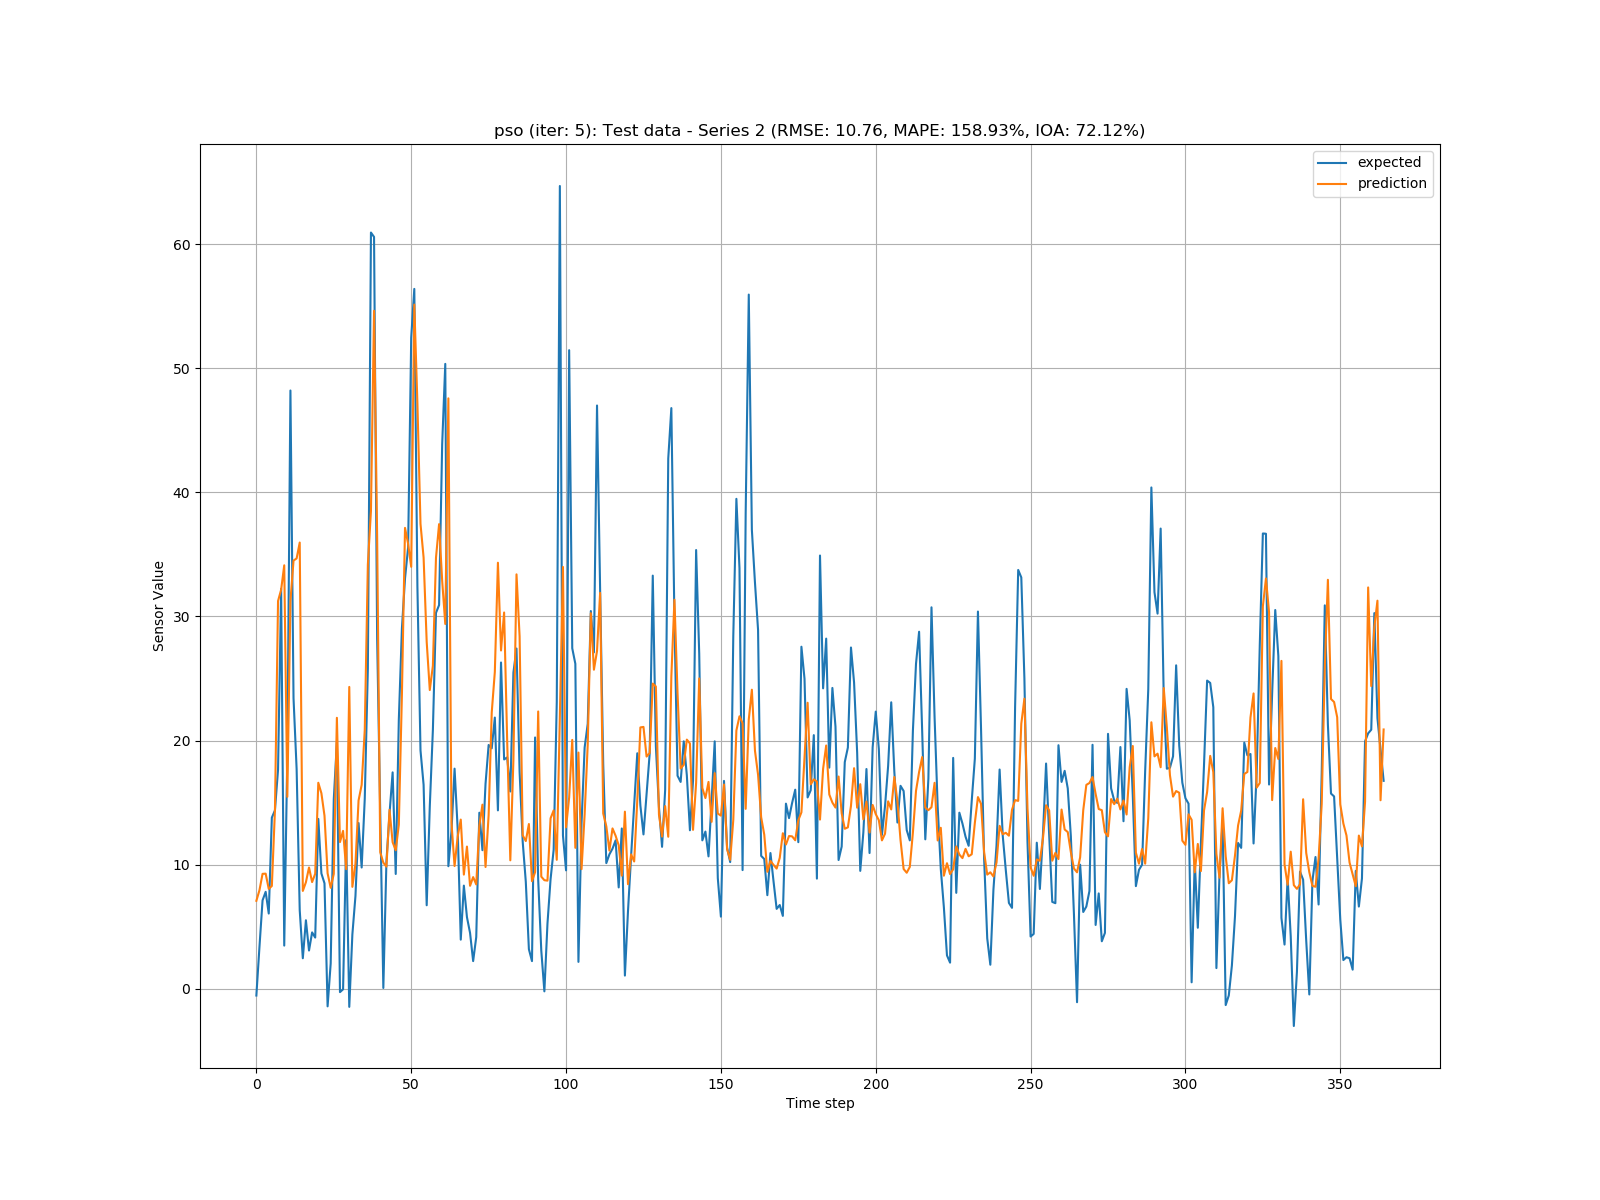 pso (iter: 5): Test data - Series 2 (RMSE: 10.76, MAPE: 158.93%, IOA: 72.12%)
expected
prediction
60
50
40
30
20
10
0
Sensor Value
0 50 100 150 200 250 300 350
Time step